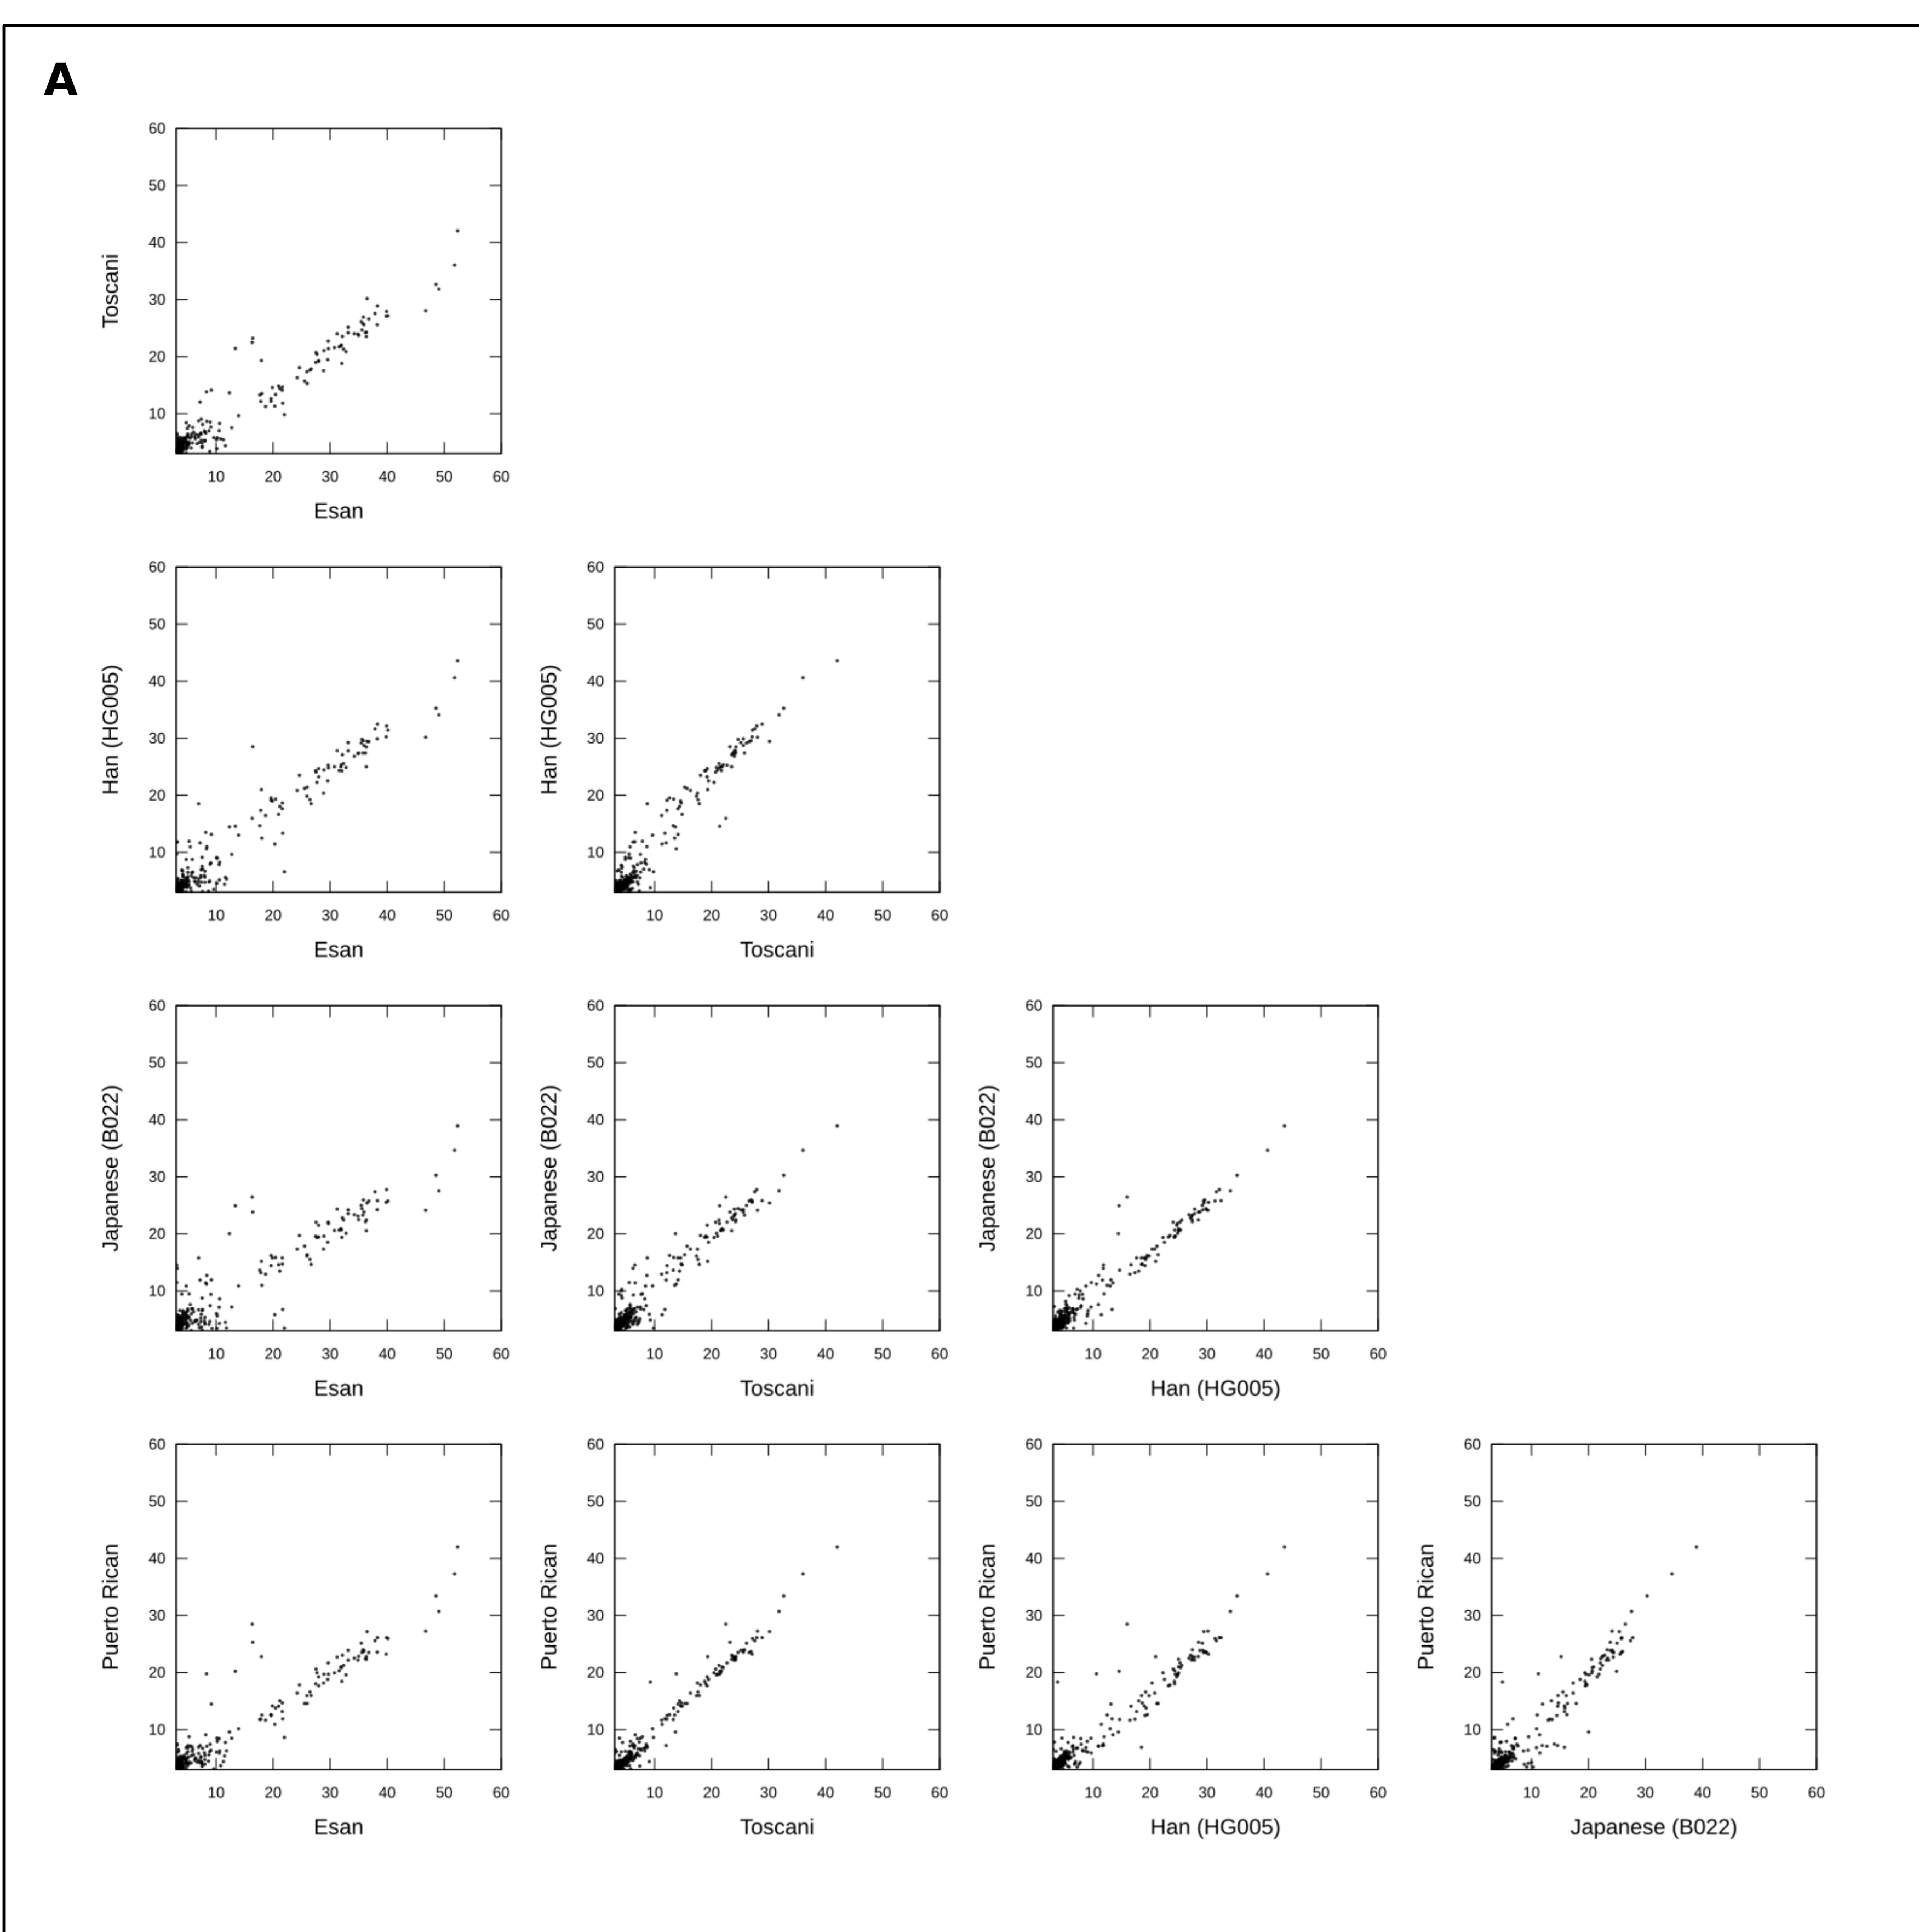 A
60
50
40
30
20
10
Toscani
10 20 30 40 50 60
Esan
60 60
50 50
40 40
30 30
20 20
10 10
Han (HG005) Han (HG005)
10 20 30 40 50 60 10 20 30 40 50 60
Esan Toscani
60 60 60
50 50 50
40 40 40
30 30 30
20 20 20
10 10 10
Japanese (B022) Japanese (B022) Japanese (B022)
10 20 30 40 50 60 10 20 30 40 50 60 10 20 30 40 50 60
Esan Toscani Han (HG005)
60 60 60 60
50 50 50 50
40 40 40 40
30 30 30 30
20 20 20 20
10 10 10 10
Puerto Rican Puerto Rican Puerto Rican Puerto Rican
10 20 30 40 50 60 10 20 30 40 50 60 10 20 30 40 50 60 10 20 30 40 50 60
Esan Toscani Han (HG005) Japanese (B022)